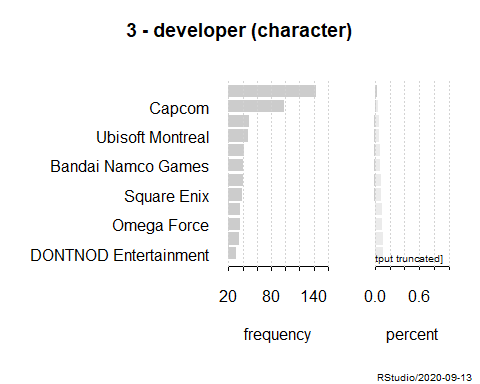 3 - developer (character)
Capcom
Ubisoft Montreal
Bandai Namco Games
Square Enix
Omega Force
DONTNOD Entertainment
tput truncated]
20 80 140
0.0 0.6
frequency
percent
RStudio/2020-09-13